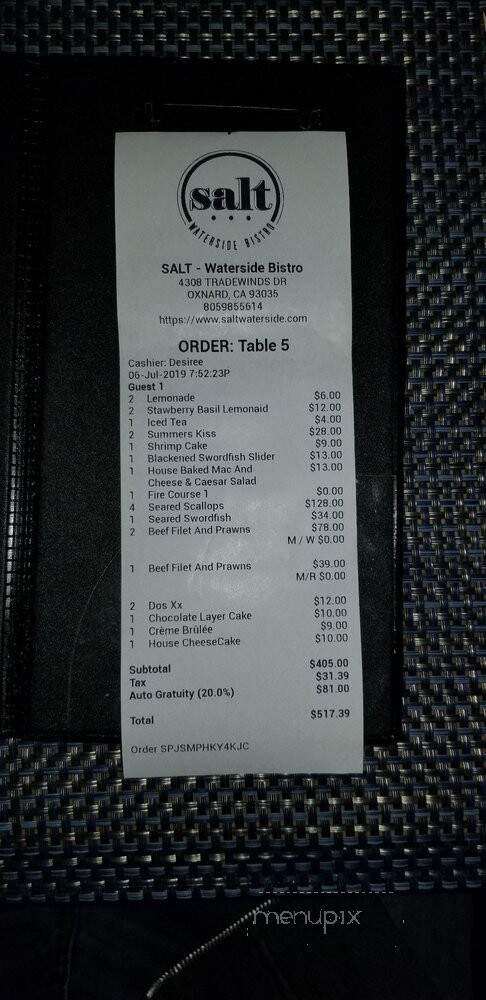 salt
WATERSIDE BISTRO
SALT - Waterside Bistro
4308 TRADEWINDS DR
OXNARD, CA 93035
8059855614
https://www.saltwaterside.com
ORDER: Table 5
Cashier: Desiree
06-Jul-2019 7:52:23P
Guest 1
2 Lemonade $6.00
2 Stawberry Basil Lemonaid $12.00
1 Iced Tea $4.00
2 Summers Kiss $28.00
1 Shrimp Cake $9.00
1 Blackened Swordfish Slider $13.00
1 House Baked Mac And $13.00
Cheese & Caesar Salad
1 Fire Course 1 $0.00
4 Seared Scallops $128.00
1 Seared Swordfish $34.00
2 Beef Filet And Prawns $78.00
M / W $0.00
1 Beef Filet And Prawns $39.00
M/R $0.00
2 Dos Xx $12.00
1 Chocolate Layer Cake $10.00
1 Crème Brûlée $9.00
1 House CheeseCake $10.00
Subtotal $405.00
Tax $31.39
Auto Gratuity (20.0%) $81.00
Total $517.39
Order SPJSMPHKY4KJC
menupix